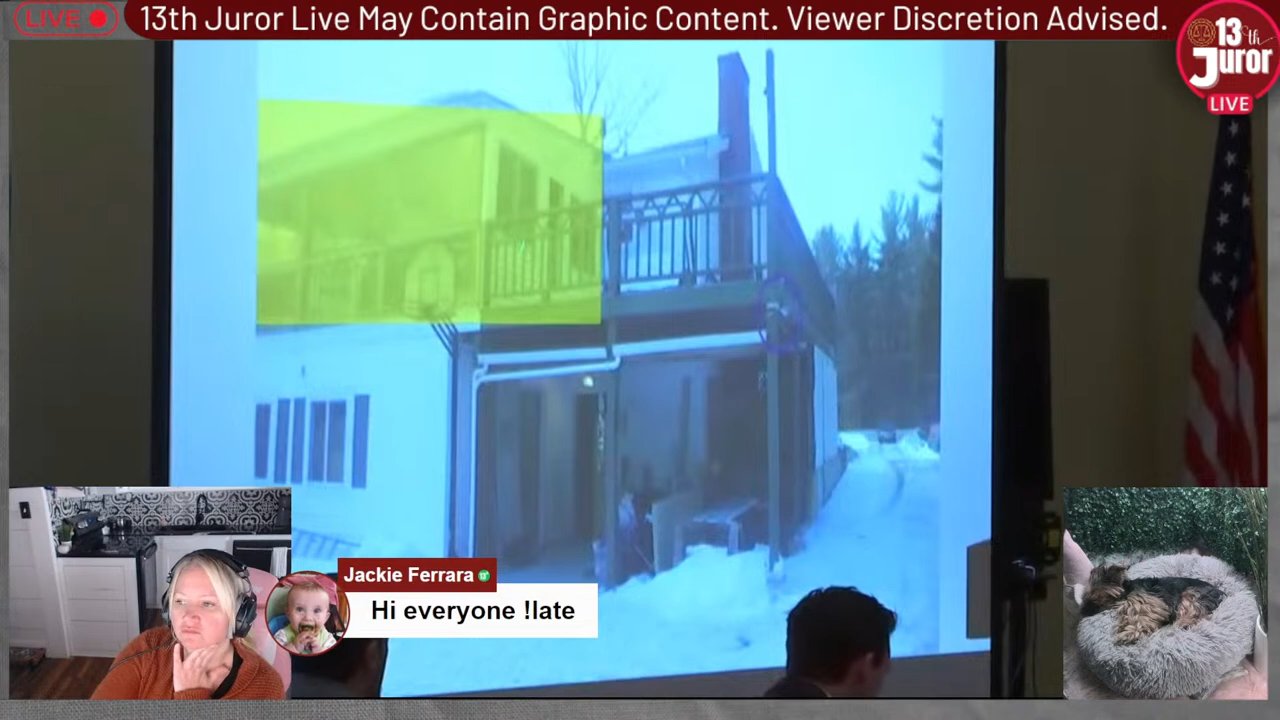 LIVE
13th Juror Live May Contain Graphic Content. Viewer Discretion Advised.
13th
Juror
LIVE
Jackie Ferrara
Hi everyone !late